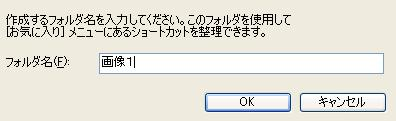 作成するフォルダ名を入力してください。このフォルダを使用して
[お気に入り] メニューにあるショートカットを整理できます。
フォルダ名(F): 画像1
OK キャンセル